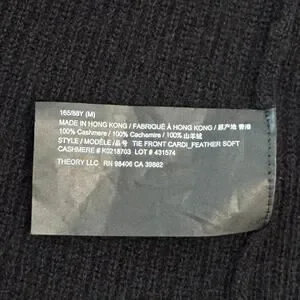 165/88Y (M)
MADE IN HONG KONG / FABRIQUÉ À HONG KONG / 原产地 香港
100% Cashmere / 100% Cachemire / 100% 山羊绒
STYLE / MODÈLE /品号  TIE FRONT CARDI_FEATHER SOFT
CASHMERE # K0218703  LOT # 431574
THEORY LLC  RN 98406 CA 39882